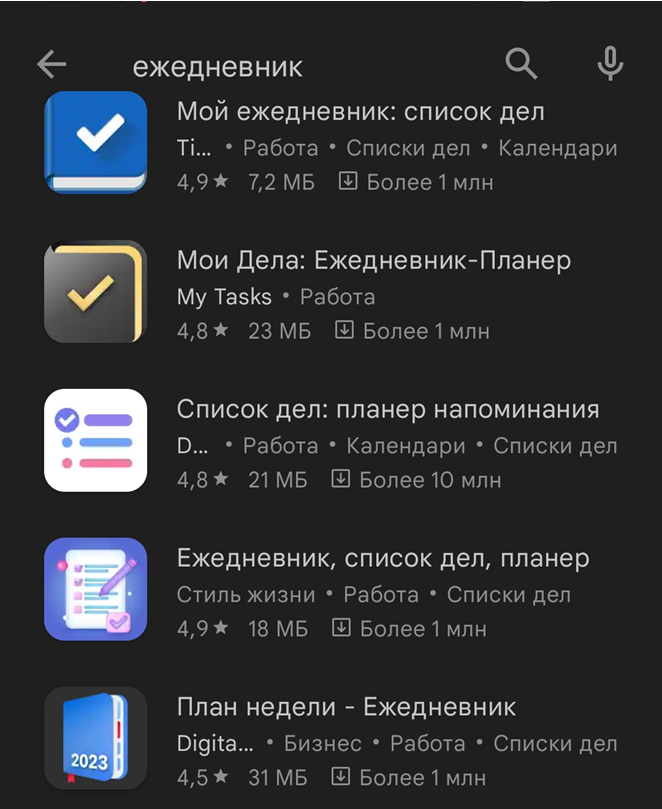 ежедневник
Мой ежедневник: список дел
Ti... • Работа • Списки дел • Календари
4,9★ 7,2 МБ Более 1 млн
Мои Дела: Ежедневник-Планер
My Tasks • Работа
4,8★ 23 МБ Более 1 млн
Список дел: планер напоминания
D... • Работа • Календари • Списки дел
4,8★ 21 МБ Более 10 млн
Ежедневник, список дел, планер
Стиль жизни • Работа • Списки дел
4,9★ 18 МБ Более 1 млн
План недели - Ежедневник
2023
Digita... • Бизнес • Работа • Списки дел
4,5★ 31 МБ Более 1 млн